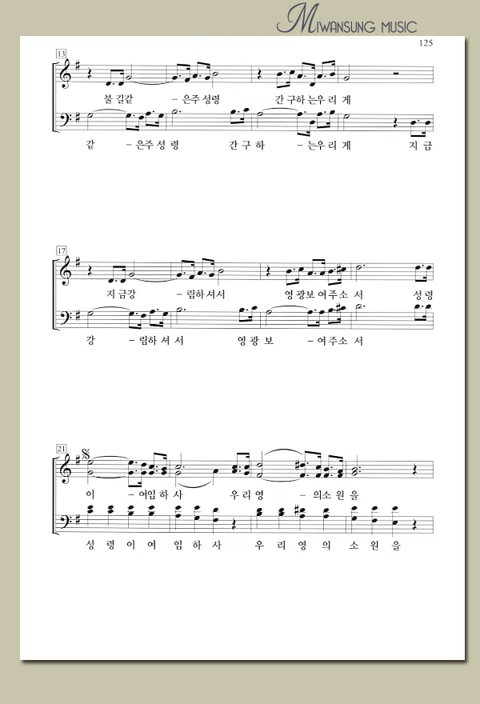 MIWANSUNG MUSIC
125
13
불길같 - 은주성령 간구하는우리게
같 - 은주성령 간구하 - 는우리게 지금
17
지금강 - 림하셔서 영광보여주소서 성령
강 - 림하셔서 영광보 - 여주소서
21
이 - 여임하사 우리영 - 의소원을
성령이여 임하사 우리영의 소원을